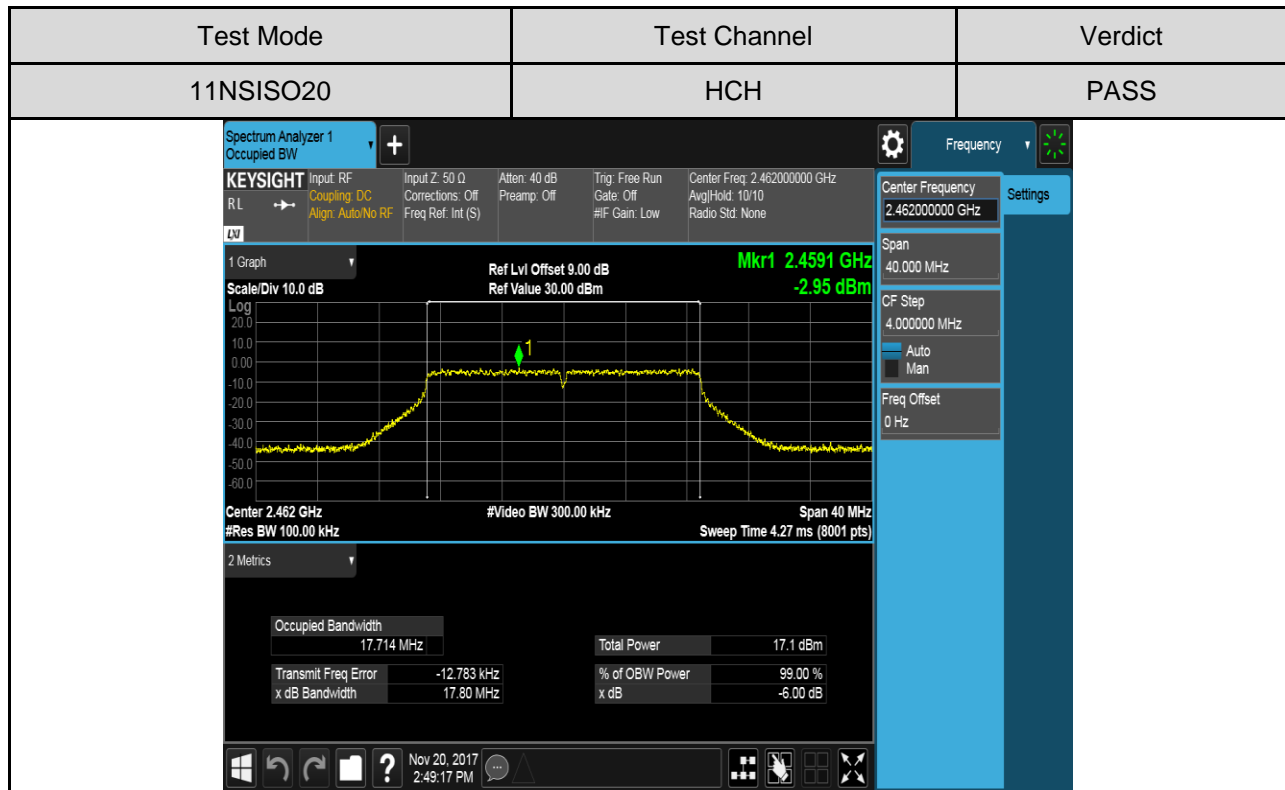 Test Mode Test Channel Verdict
11NSISO20 HCH PASS
Spectrum Analyzer 1
Occupied BW
+
Frequency
KEYSIGHT Input: RF Input Z: 50 Ω Atten: 40 dB Trig: Free Run Center Freq: 2.462000000 GHz
RL Coupling: DC Corrections: Off Preamp: Off Gate: Off Avg|Hold: 10/10
Align: Auto/No RF Freq Ref: Int (S) #IF Gain: Low Radio Std: None
LXI
Center Frequency
2.462000000 GHz
Settings
Span
40.000 MHz
CF Step
4.000000 MHz
Auto
Man
Freq Offset
0 Hz
1 Graph
Ref Lvl Offset 9.00 dB Mkr1 2.4591 GHz
Scale/Div 10.0 dB Ref Value 30.00 dBm -2.95 dBm
Log
20.0
10.0
0.00
-10.0
-20.0
-30.0
-40.0
-50.0
-60.0
1
Center 2.462 GHz #Video BW 300.00 kHz Span 40 MHz
#Res BW 100.00 kHz Sweep Time 4.27 ms (8001 pts)
2 Metrics
Occupied Bandwidth
17.714 MHz Total Power 17.1 dBm
Transmit Freq Error -12.783 kHz % of OBW Power 99.00 %
x dB Bandwidth 17.80 MHz x dB -6.00 dB
? Nov 20, 2017
2:49:17 PM